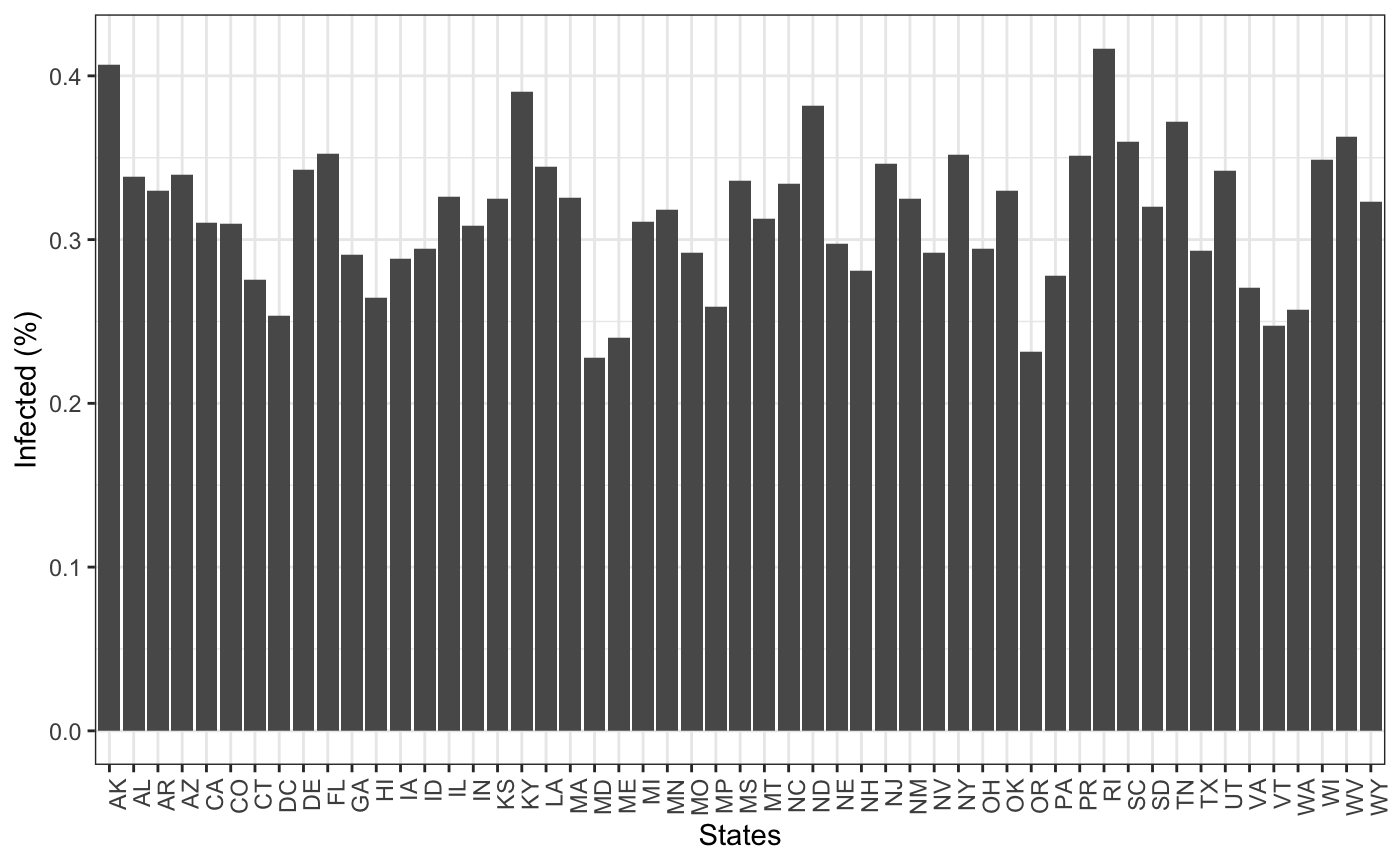 Infected (%)
0.4
0.3
0.2
0.1
0.0
AK AL AR AZ CA CO CT DC DE FL GA HI IA ID IL IN KS KY LA MA MD ME MI MN MO MP MS MT NC ND NE NH NJ NM NV NY OH OK OR PA PR RI SC SD TN TX UT VA VT WA WI WV WY
States